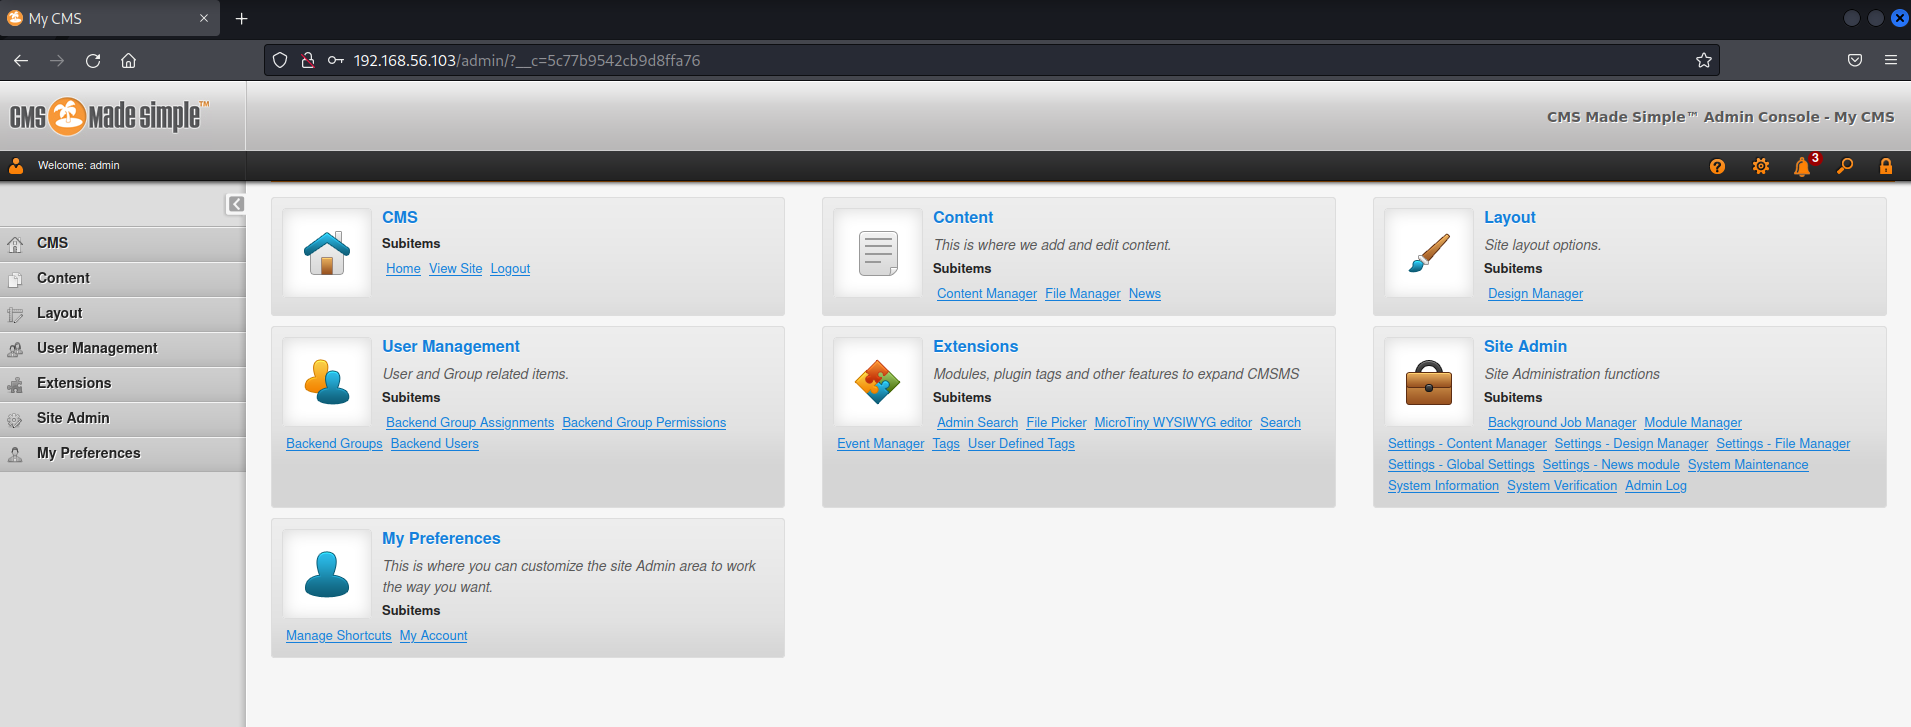 My CMS
192.168.56.103/admin/?__c=5c77b9542cb9d8ffa76
CMS made simple™
CMS Made Simple™ Admin Console - My CMS
Welcome: admin
3
CMS
Content
Layout
User Management
Extensions
Site Admin
My Preferences
CMS
Subitems
Home View Site Logout
Content
This is where we add and edit content.
Subitems
Content Manager File Manager News
Layout
Site layout options.
Subitems
Design Manager
User Management
User and Group related items.
Subitems
Backend Group Assignments Backend Group Permissions
Backend Groups Backend Users
Extensions
Modules, plugin tags and other features to expand CMSMS
Subitems
Admin Search File Picker MicroTiny WYSIWYG editor Search
Event Manager Tags User Defined Tags
Site Admin
Site Administration functions
Subitems
Background Job Manager Module Manager
Settings - Content Manager Settings - Design Manager Settings - File Manager
Settings - Global Settings Settings - News module System Maintenance
System Information System Verification Admin Log
My Preferences
This is where you can customize the site Admin area to work
the way you want.
Subitems
Manage Shortcuts My Account